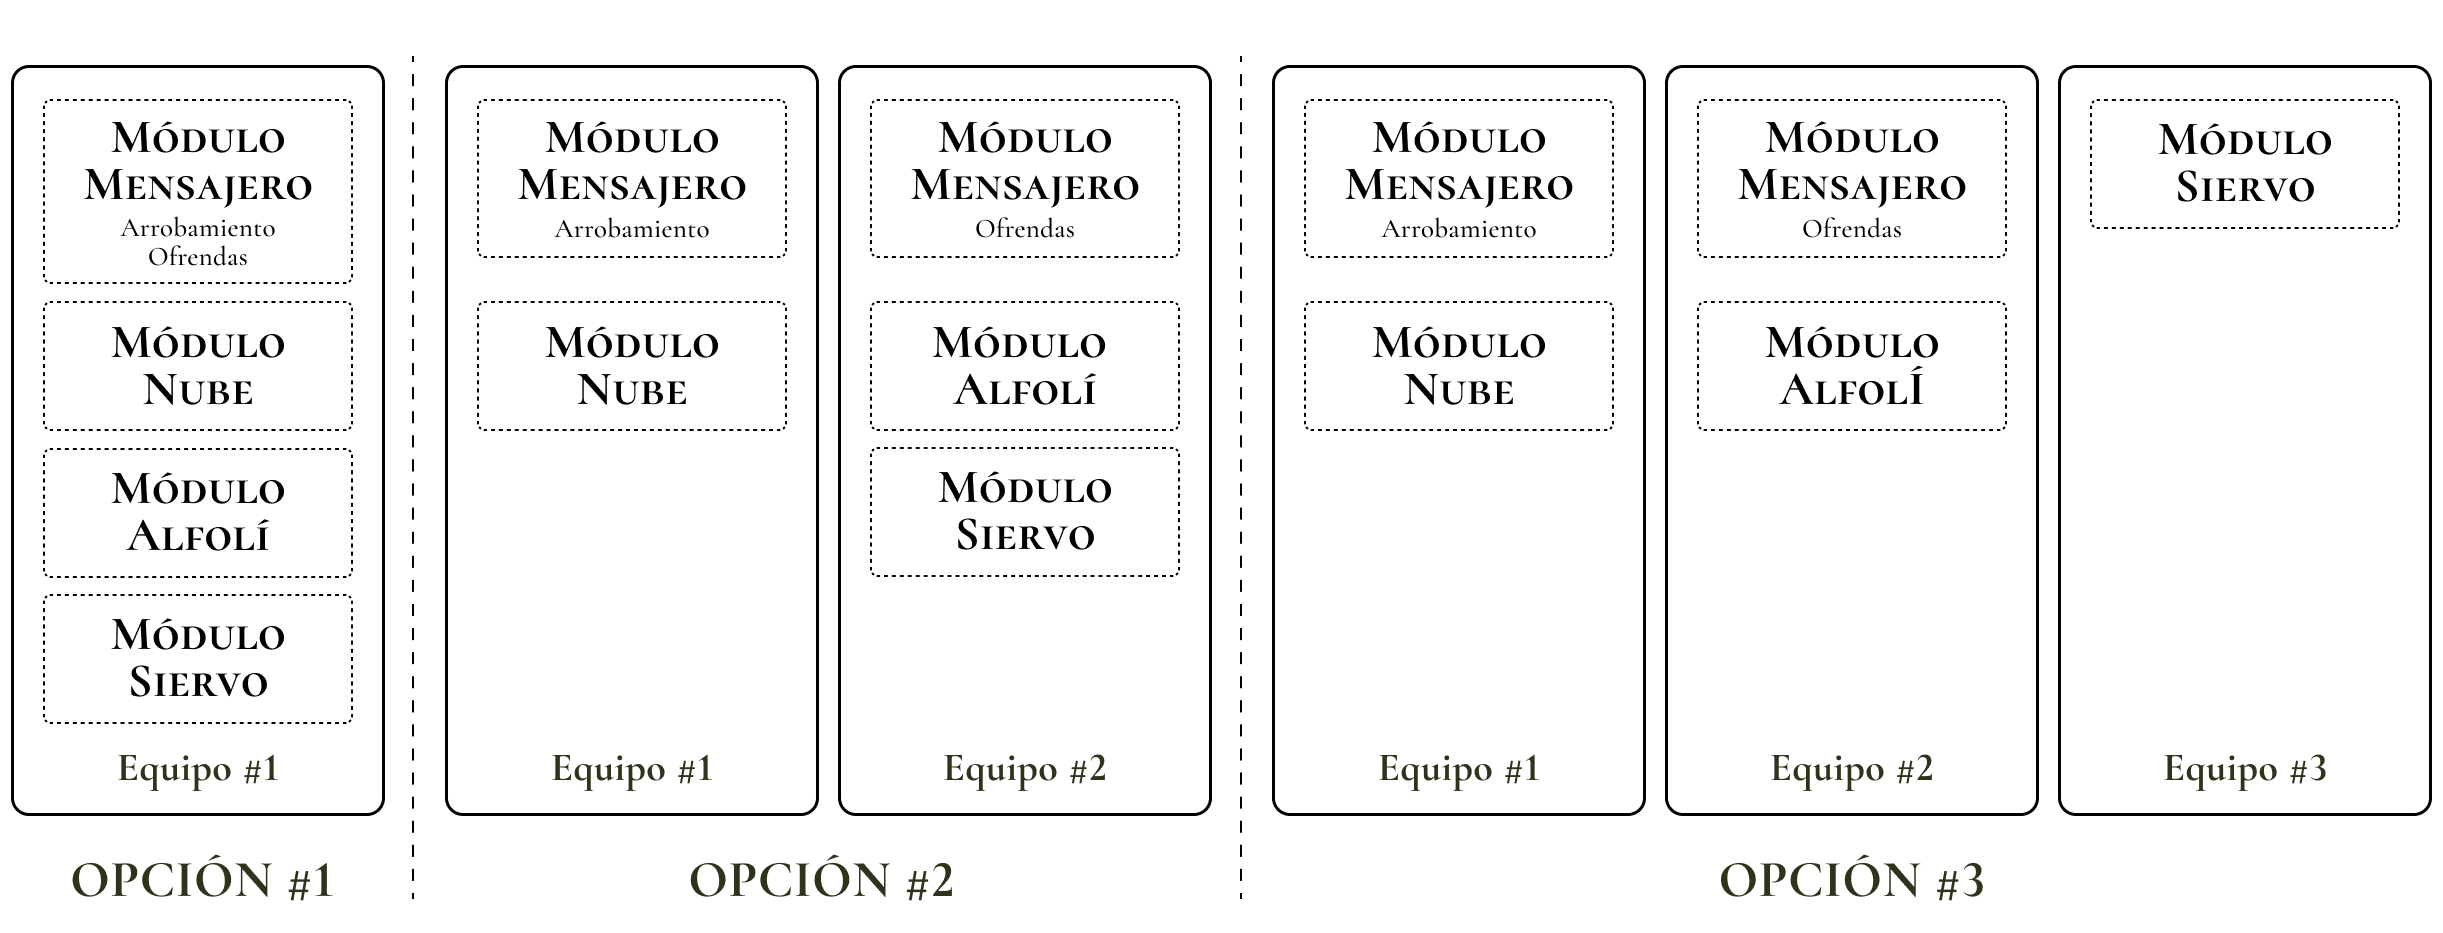 Módulo
Mensajero
Arrobamiento
Ofrendas
Módulo
Nube
Módulo
Alfolí
Módulo
Siervo
Equipo #1
OPCIÓN #1
Módulo
Mensajero
Arrobamiento
Módulo
Nube
Equipo #1
Módulo
Mensajero
Ofrendas
Módulo
Alfolí
Módulo
Siervo
Equipo #2
OPCIÓN #2
Módulo
Mensajero
Arrobamiento
Módulo
Nube
Equipo #1
Módulo
Mensajero
Ofrendas
Módulo
AlfolÍ
Equipo #2
Módulo
Siervo
Equipo #3
OPCIÓN #3